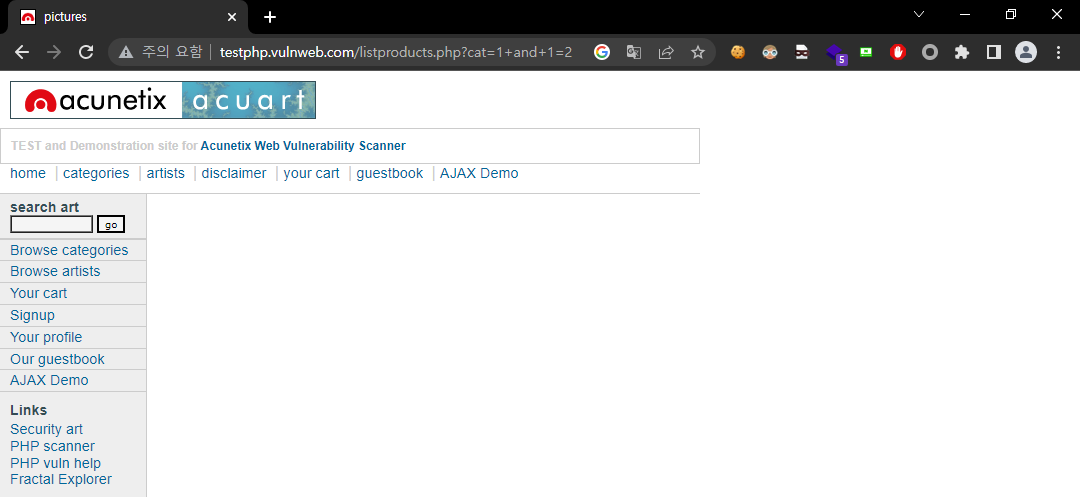 pictures
주의 요함 testphp.vulnweb.com/listproducts.php?cat=1+and+1=2
5
acunetix acuart
TEST and Demonstration site for Acunetix Web Vulnerability Scanner
home categories artists disclaimer your cart guestbook AJAX Demo
search art
go
Browse categories
Browse artists
Your cart
Signup
Your profile
Our guestbook
AJAX Demo
Links
Security art
PHP scanner
PHP vuln help
Fractal Explorer